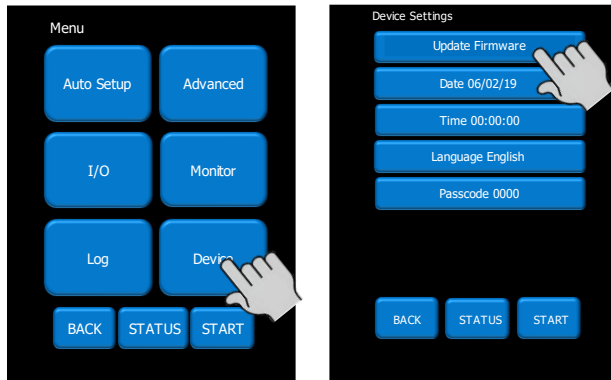 Menu
Auto Setup
Advanced
I/O
Monitor
Log
Device
BACK
STATUS
START
Device Settings
Update Firmware
Date 06/02/19
Time 00:00:00
Language English
Passcode 0000
BACK
STATUS
START